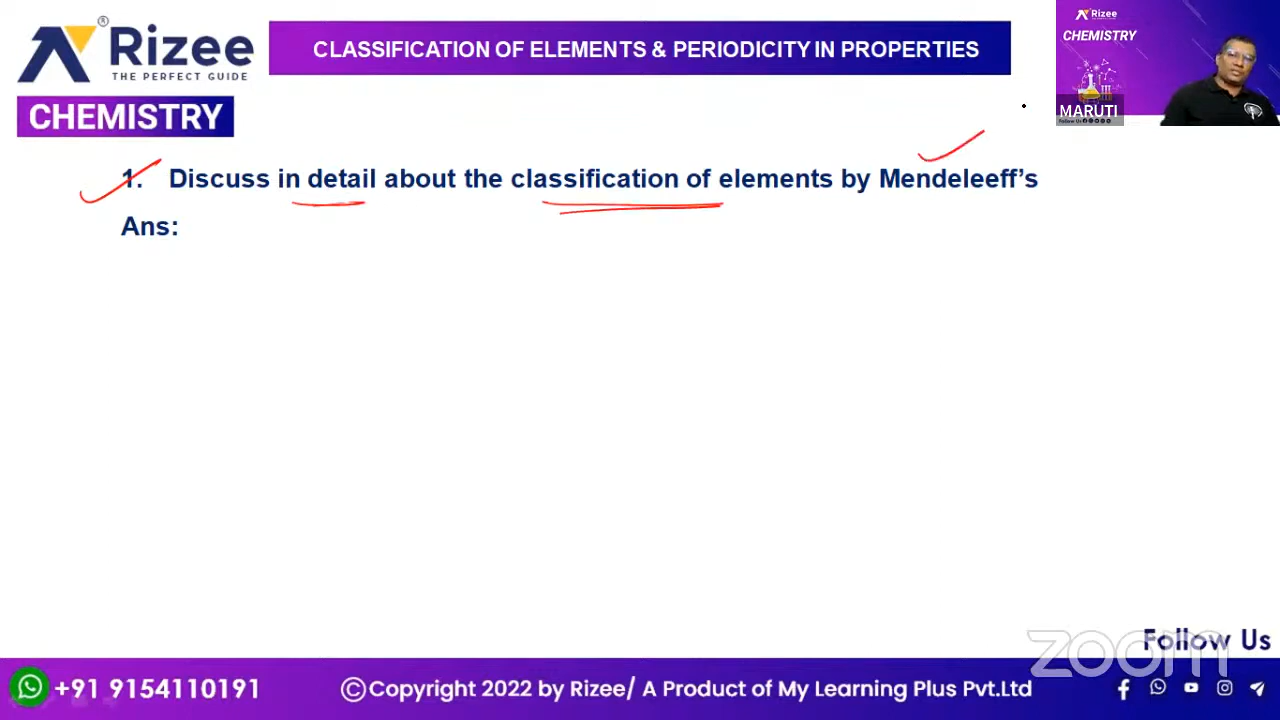 Rizee®
THE PERFECT GUIDE
CHEMISTRY
CLASSIFICATION OF ELEMENTS & PERIODICITY IN PROPERTIES
Rizee
CHEMISTRY
MARUTI
Follow Us
1. Discuss in detail about the classification of elements by Mendeleeff’s
Ans:
Follow Us
zoom
+91 9154110191
©Copyright 2022 by Rizee/ A Product of My Learning Plus Pvt.Ltd